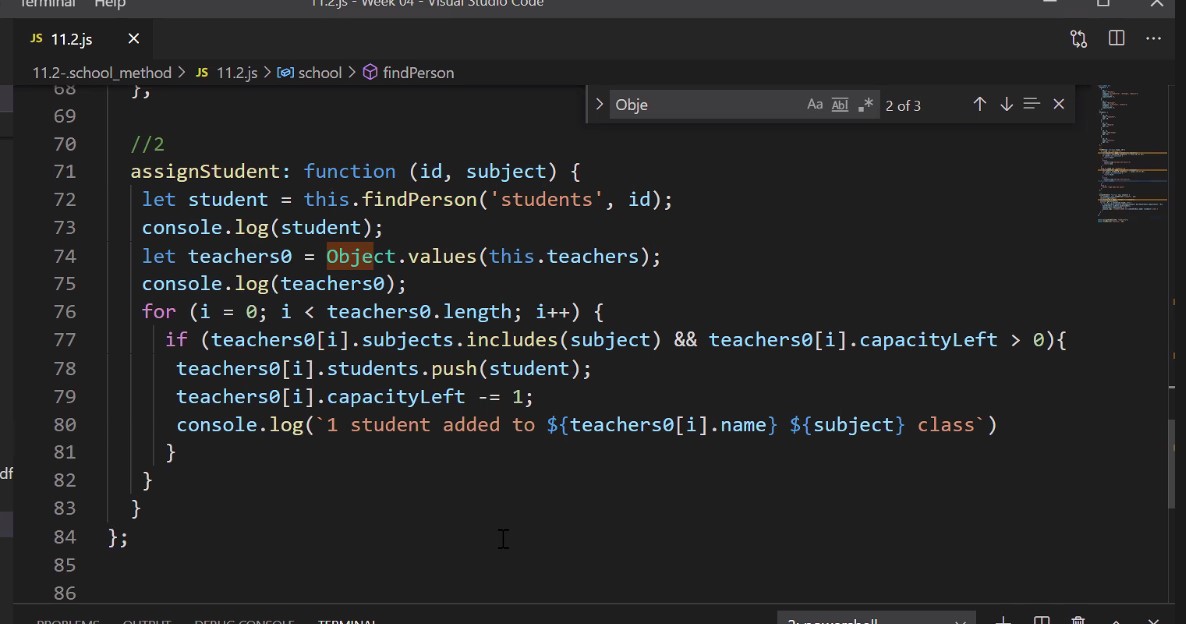 Terminal Help 11.2.js - Week 04 - Visual Studio Code
JS 11.2.js
11.2-.school_method > JS 11.2.js > school > findPerson
Obje Aa Abl .* 2 of 3
68 },
69
70 //2
71 assignStudent: function (id, subject) {
72 let student = this.findPerson('students', id);
73 console.log(student);
74 let teachers0 = Object.values(this.teachers);
75 console.log(teachers0);
76 for (i = 0; i < teachers0.length; i++) {
77 if (teachers0[i].subjects.includes(subject) && teachers0[i].capacityLeft > 0){
78 teachers0[i].students.push(student);
79 teachers0[i].capacityLeft -= 1;
80 console.log(`1 student added to ${teachers0[i].name} ${subject} class`)
81 }
82 }
83 }
84 };
85
86
df
PROBLEMS OUTPUT DEBUG CONSOLE TERMINAL 2: powershell